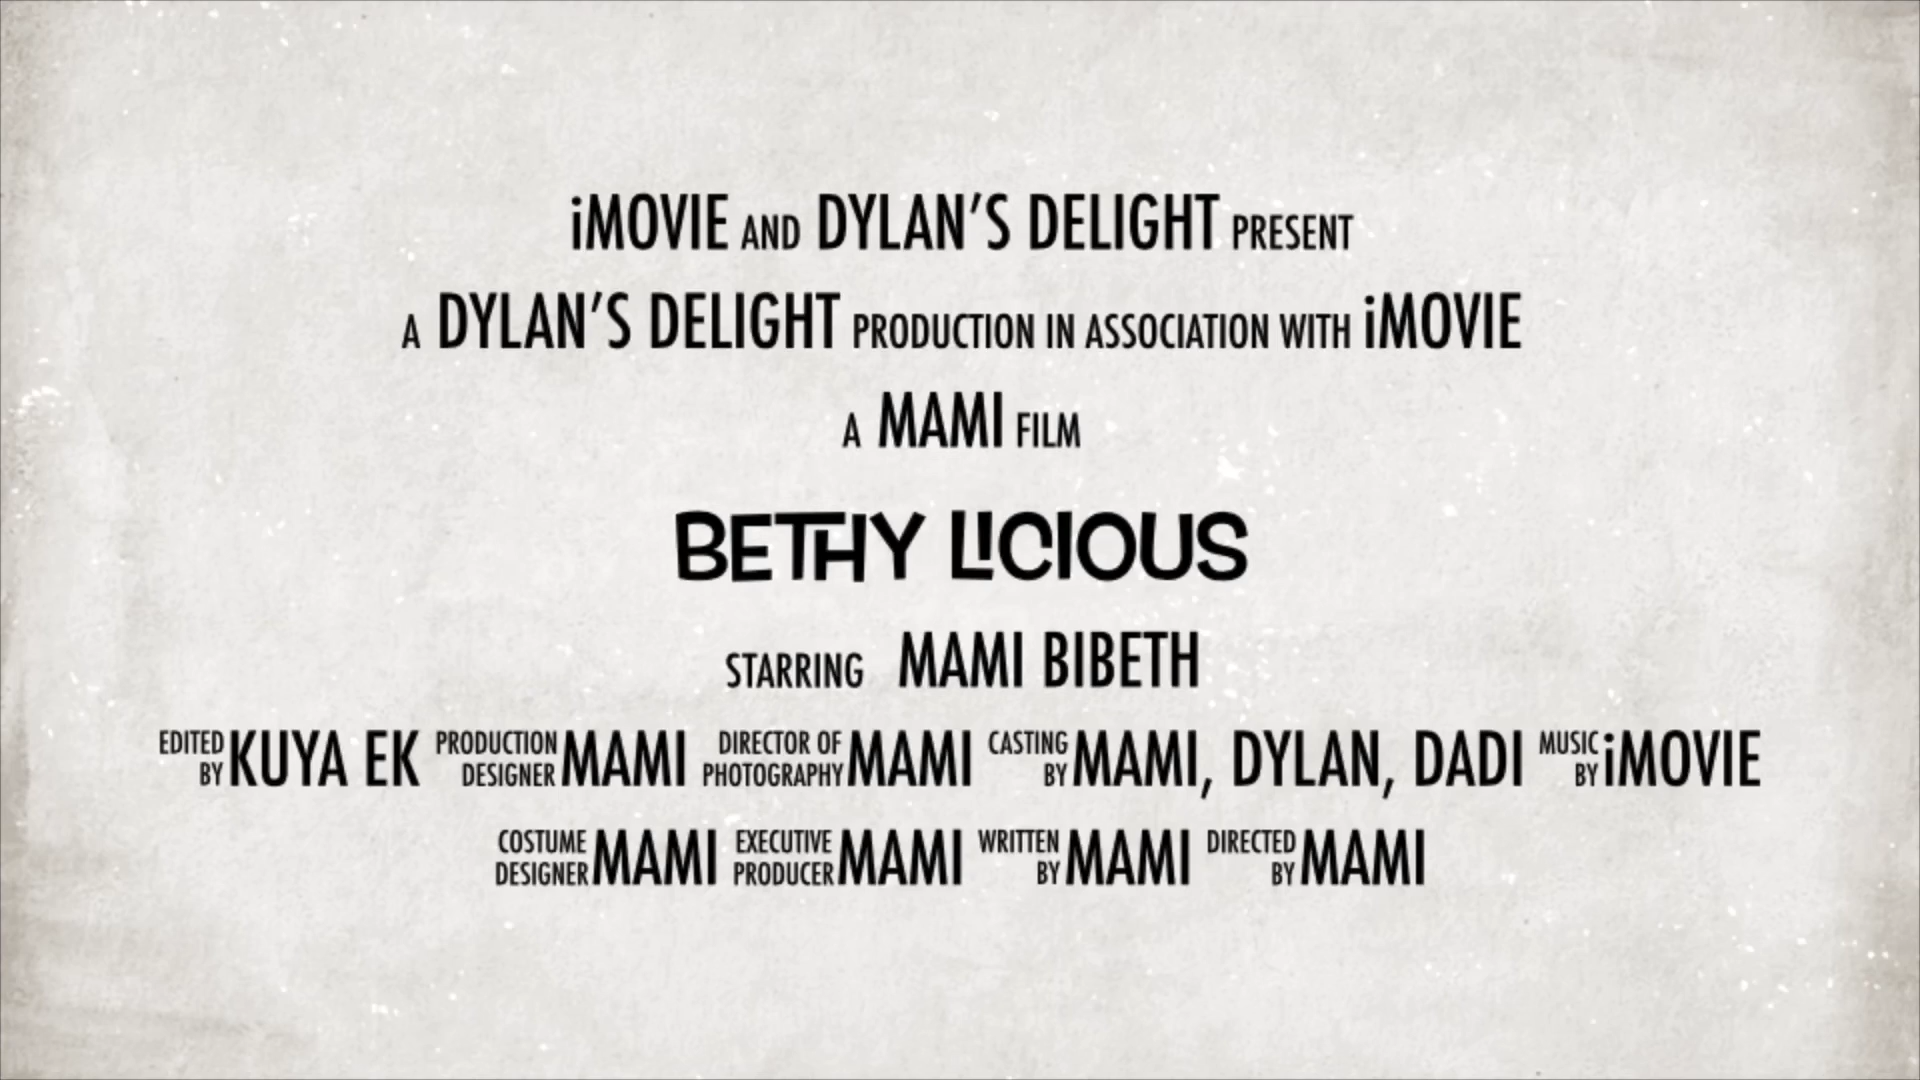 iMOVIE AND DYLAN'S DELIGHT PRESENT
A DYLAN'S DELIGHT PRODUCTION IN ASSOCIATION WITH iMOVIE
A MAMI FILM
BETHY LICIOUS
STARRING MAMI BIBETH
EDITED BY KUYA EK PRODUCTION DESIGNER MAMI DIRECTOR OF PHOTOGRAPHY MAMI CASTING BY MAMI, DYLAN, DADI MUSIC BY iMOVIE
COSTUME DESIGNER MAMI EXECUTIVE PRODUCER MAMI WRITTEN BY MAMI DIRECTED BY MAMI